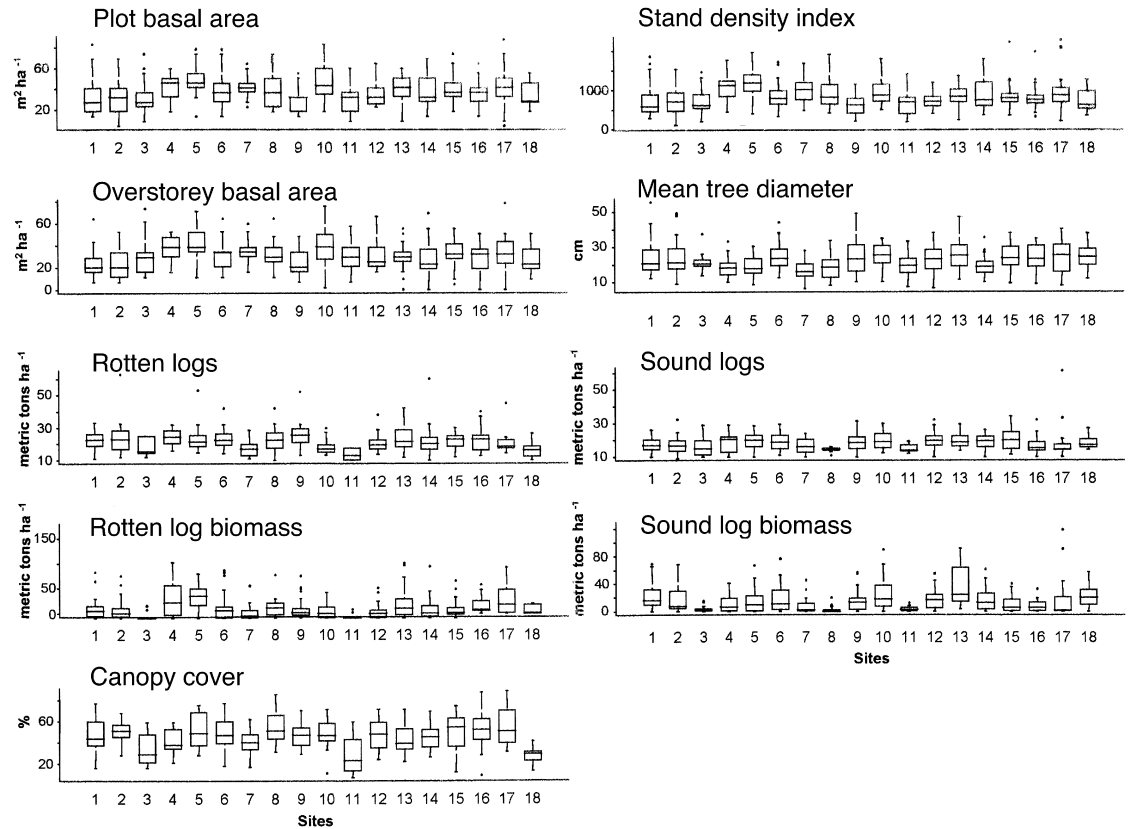 Plot basal area
m² ha⁻¹
60
20
1 2 3 4 5 6 7 8 9 10 11 12 13 14 15 16 17 18
Stand density index
1000
0
1 2 3 4 5 6 7 8 9 10 11 12 13 14 15 16 17 18
Overstorey basal area
m² ha⁻¹
60
20
0
1 2 3 4 5 6 7 8 9 10 11 12 13 14 15 16 17 18
Mean tree diameter
cm
50
30
10
1 2 3 4 5 6 7 8 9 10 11 12 13 14 15 16 17 18
Rotten logs
metric tons ha⁻¹
50
30
10
1 2 3 4 5 6 7 8 9 10 11 12 13 14 15 16 17 18
Sound logs
metric tons ha⁻¹
50
30
10
1 2 3 4 5 6 7 8 9 10 11 12 13 14 15 16 17 18
Rotten log biomass
metric tons ha⁻¹
150
50
0
1 2 3 4 5 6 7 8 9 10 11 12 13 14 15 16 17 18
Sound log biomass
metric tons ha⁻¹
80
40
0
1 2 3 4 5 6 7 8 9 10 11 12 13 14 15 16 17 18
Sites
Canopy cover
%
60
20
1 2 3 4 5 6 7 8 9 10 11 12 13 14 15 16 17 18
Sites